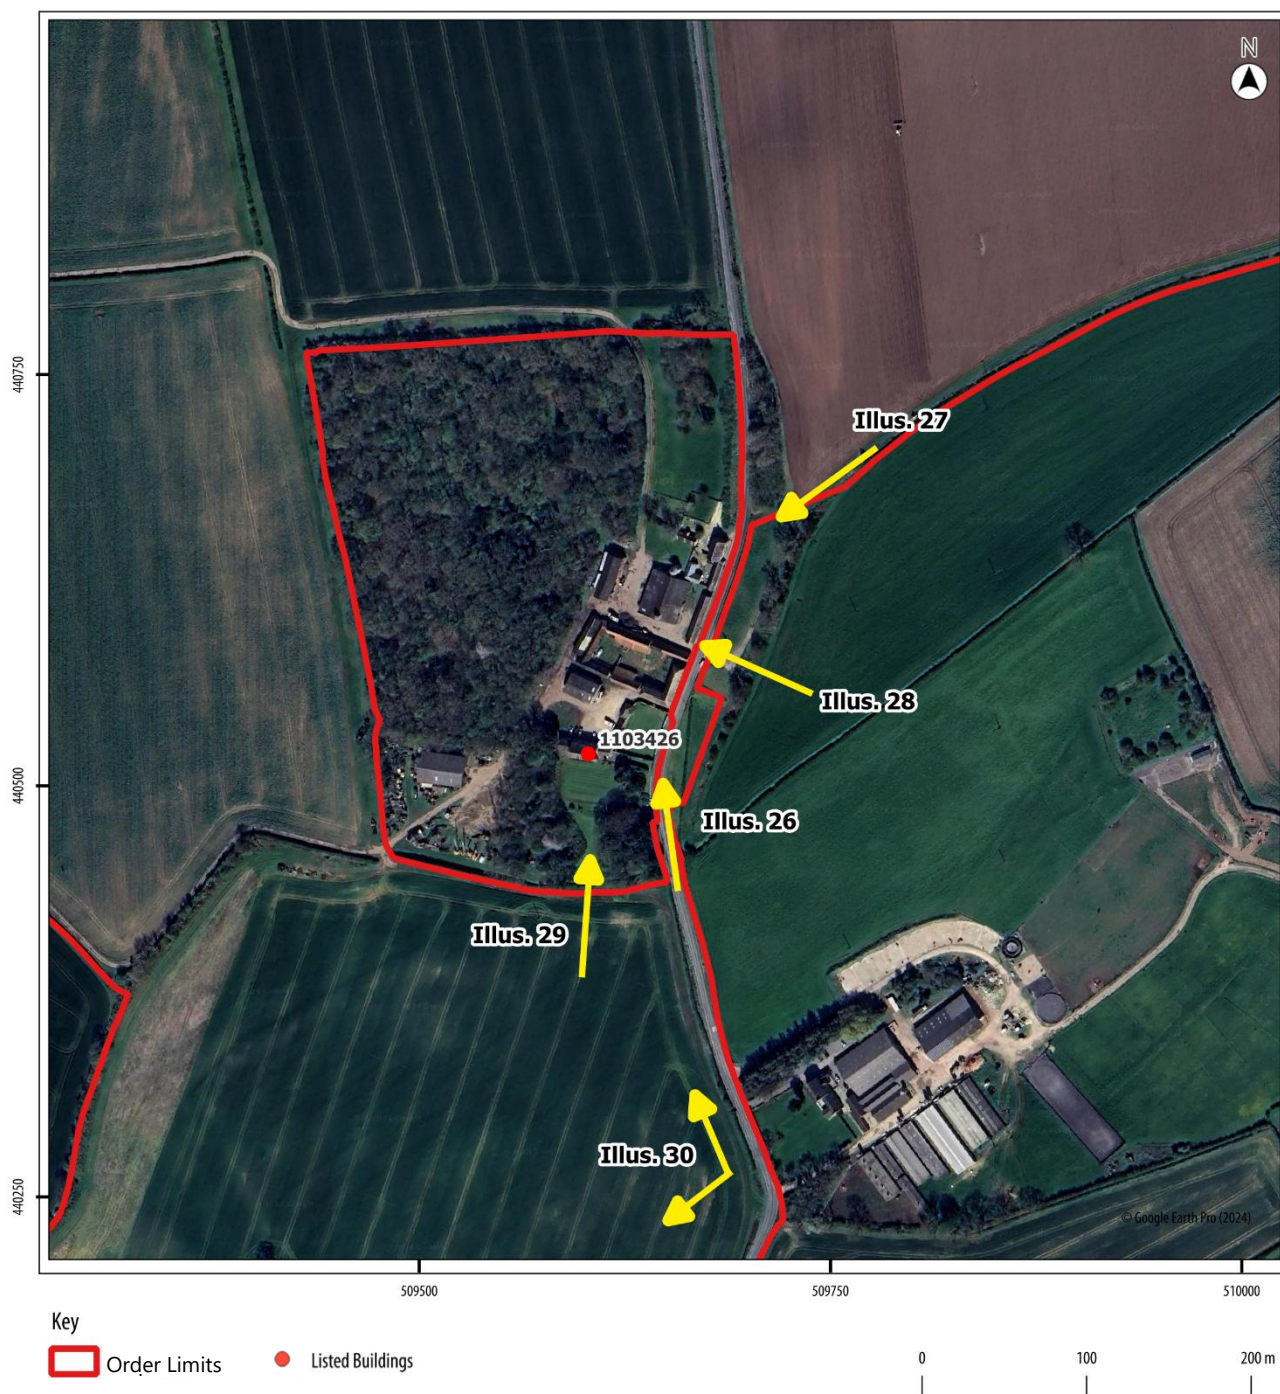 N
440750
Illus. 27
Illus. 28
1103426
440500
Illus. 26
Illus. 29
Illus. 30
440250
© Google Earth Pro (2024)
509500
509750
510000
Key
Order Limits
Listed Buildings
0
100
200 m